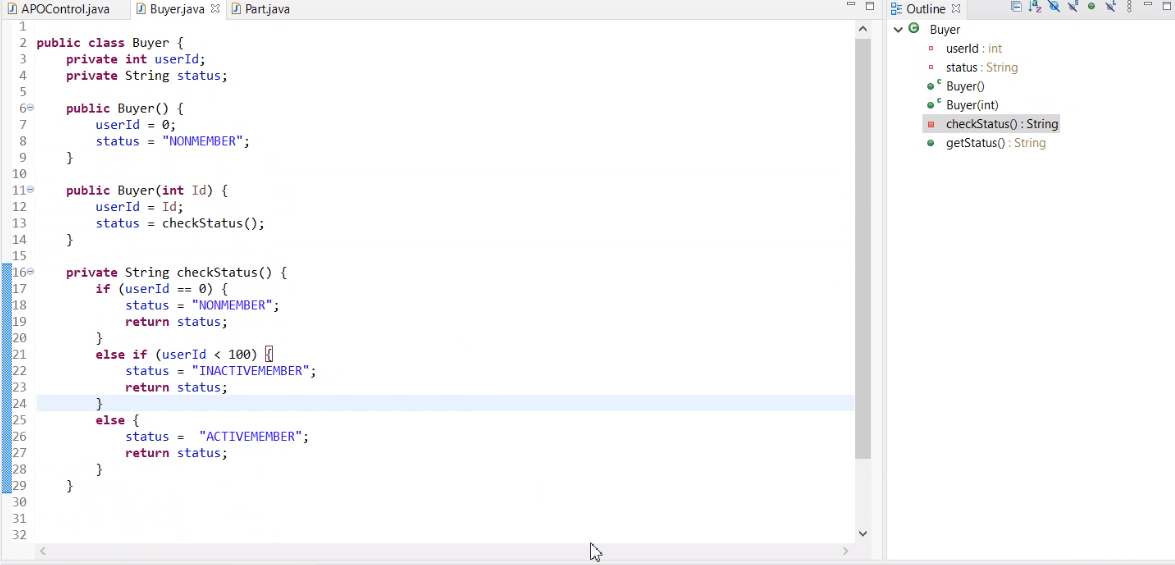 APOControl.java Buyer.java Part.java
1
2 public class Buyer {
3     private int userId;
4     private String status;
5
6     public Buyer() {
7         userId = 0;
8         status = "NONMEMBER";
9     }
10
11     public Buyer(int Id) {
12         userId = Id;
13         status = checkStatus();
14     }
15
16     private String checkStatus() {
17         if (userId == 0) {
18             status = "NONMEMBER";
19             return status;
20         }
21         else if (userId < 100) {
22             status = "INACTIVEMEMBER";
23             return status;
24         }
25         else {
26             status =  "ACTIVEMEMBER";
27             return status;
28         }
29     }
30
31
32
Outline
Buyer
userId : int
status : String
Buyer()
Buyer(int)
checkStatus() : String
getStatus() : String